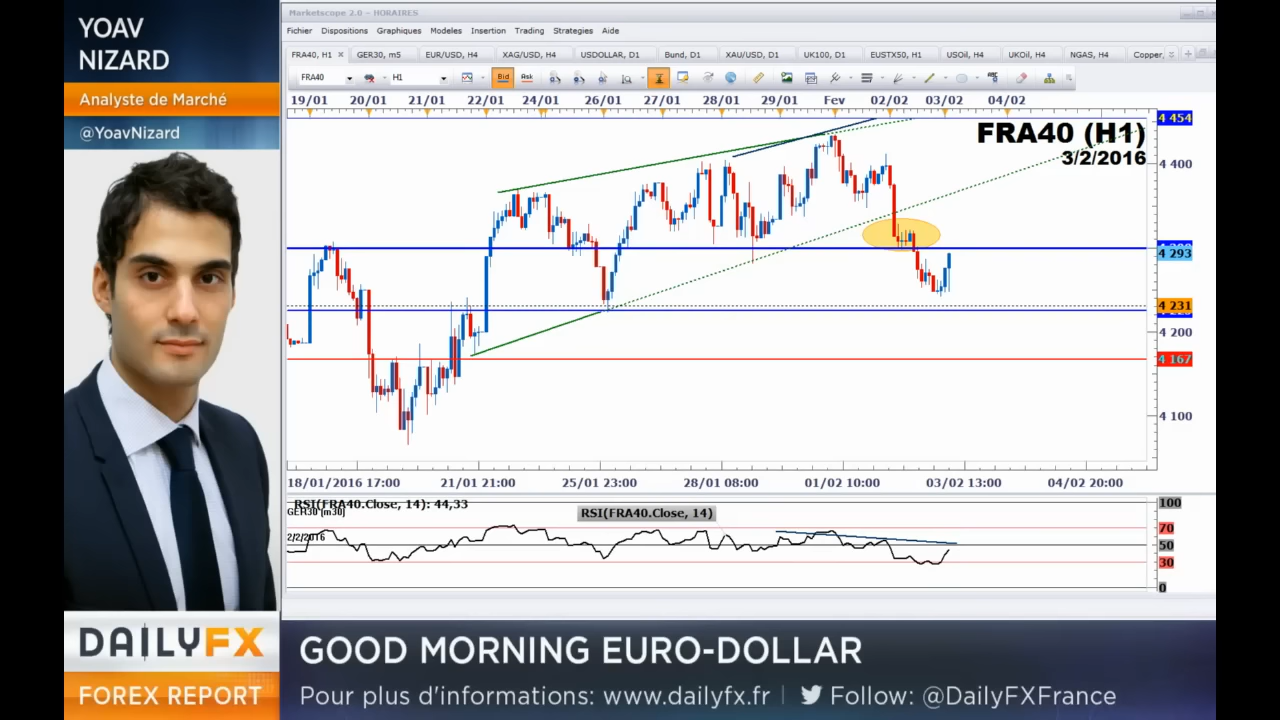 YOAV
NIZARD
Analyste de Marché
@YoavNizard
Marketscope 2.0 - HORAIRES
Fichier Dispositions Graphiques Modeles Insertion Trading Strategies Aide
FRA40, H1 GER30, m5 EUR/USD, H4 XAG/USD, H4 USDOLLAR, D1 Bund, D1 XAU/USD, D1 UK100, D1 EUSTX50, H1 USOil, H4 UKOil, H4 NGAS, H4 Copper,
FRA40 H1 Bid Ask
19/01 20/01 21/01 22/01 24/01 26/01 27/01 28/01 29/01 Fev 02/02 03/02 04/02
FRA40 (H1)
3/2/2016
4 454
4 400
4 293
4 231
4 200
4 167
4 100
18/01/2016 17:00 21/01 21:00 25/01 23:00 28/01 08:00 01/02 10:00 03/02 13:00 04/02 20:00
RSI(FRA40.Close, 14): 44,33
GER30 [m30]
RSI(FRA40.Close, 14)
2/2/2016
100
70
50
30
0
DAILYFX
FOREX REPORT
GOOD MORNING EURO-DOLLAR
Pour plus d'informations: www.dailyfx.fr | Follow: @DailyFXFrance